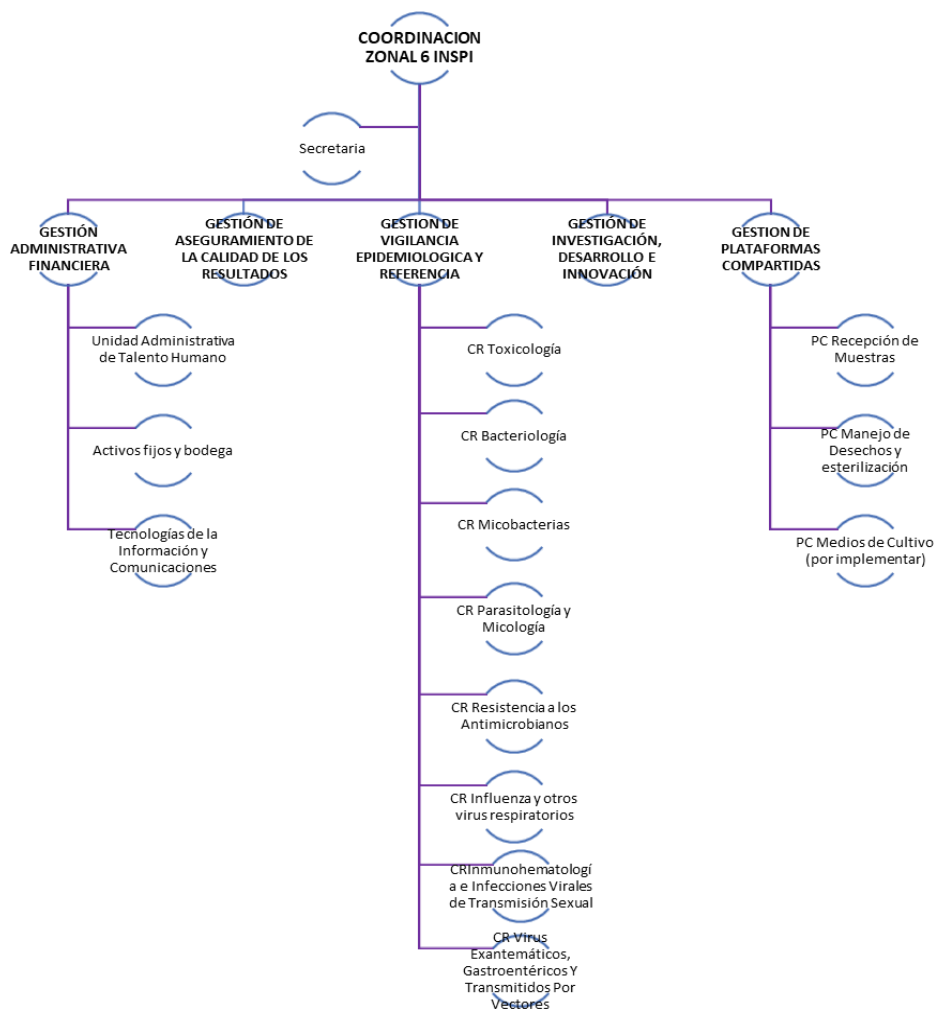 COORDINACION
ZONAL 6 INSPI
Secretaria
GESTIÓN
ADMINISTRATIVA
FINANCIERA
GESTIÓN DE
ASEGURAMIENTO DE
LA CALIDAD DE LOS
RESULTADOS
GESTION DE
VIGILANCIA
EPIDEMIOLOGICA Y
REFERENCIA
GESTIÓN DE
INVESTIGACIÓN,
DESARROLLO E
INNOVACIÓN
GESTION DE
PLATAFORMAS
COMPARTIDAS
Unidad Administrativa
de Talento Humano
Activos fijos y bodega
Tecnologías de la
Información y
Comunicaciones
CR Toxicología
CR Bacteriología
CR Micobacterias
CR Parasitología y
Micología
CR Resistencia a los
Antimicrobianos
CR Influenza y otros
virus respiratorios
CRInmunohematologí
a e Infecciones Virales
de Transmisión Sexual
CR Virus
Exantemáticos,
Gastroentéricos Y
Transmitidos Por
Vectores
PC Recepción de
Muestras
PC Manejo de
Desechos y
esterilización
PC Medios de Cultivo
(por implementar)